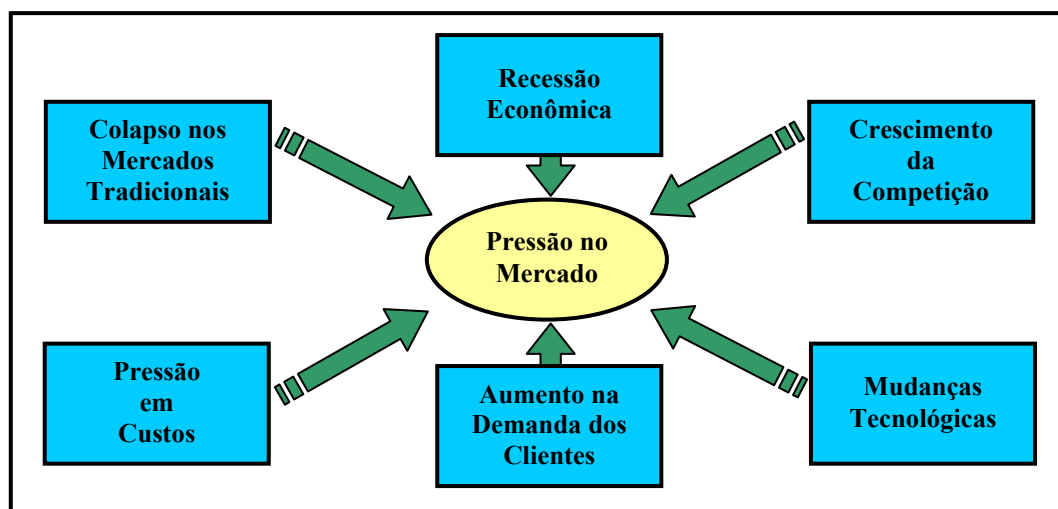 Recessão
Econômica
Colapso nos
Mercados
Tradicionais
Crescimento
da
Competição
Pressão no
Mercado
Pressão
em
Custos
Aumento na
Demanda dos
Clientes
Mudanças
Tecnológicas